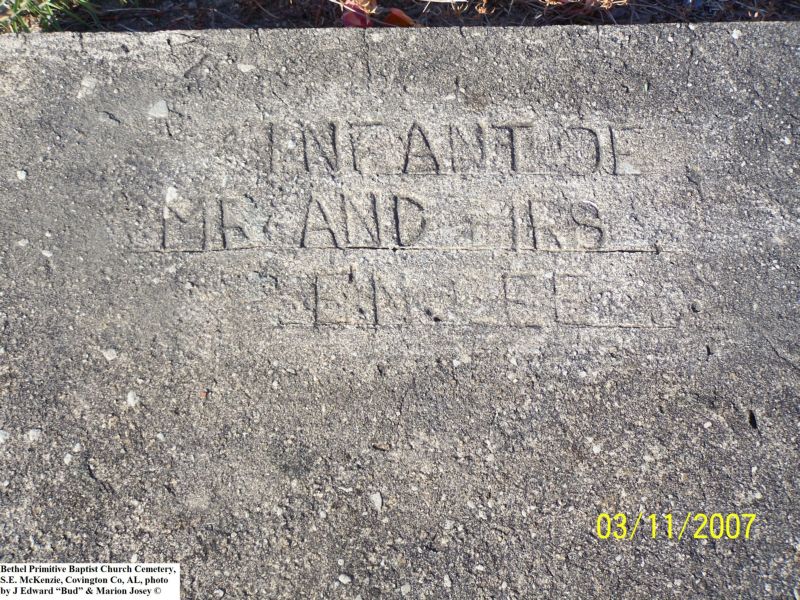 INFANT OF
MR AND MRS
LEE
03/11/2007
Bethel Primitive Baptist Church Cemetery,
S.E. McKenzie, Covington Co, AL, photo
by J Edward “Bud” & Marion Josey ©